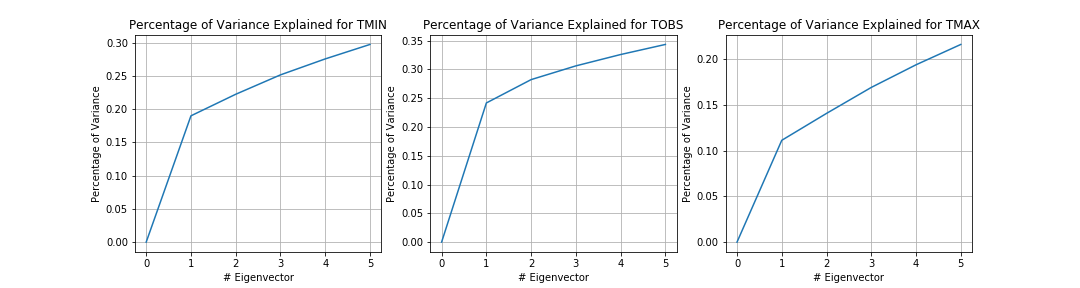 Percentage of Variance Explained for TMIN
Percentage of Variance
0.30
0.25
0.20
0.15
0.10
0.05
0.00
0 1 2 3 4 5
# Eigenvector
Percentage of Variance Explained for TOBS
Percentage of Variance
0.35
0.30
0.25
0.20
0.15
0.10
0.05
0.00
0 1 2 3 4 5
# Eigenvector
Percentage of Variance Explained for TMAX
Percentage of Variance
0.20
0.15
0.10
0.05
0.00
0 1 2 3 4 5
# Eigenvector